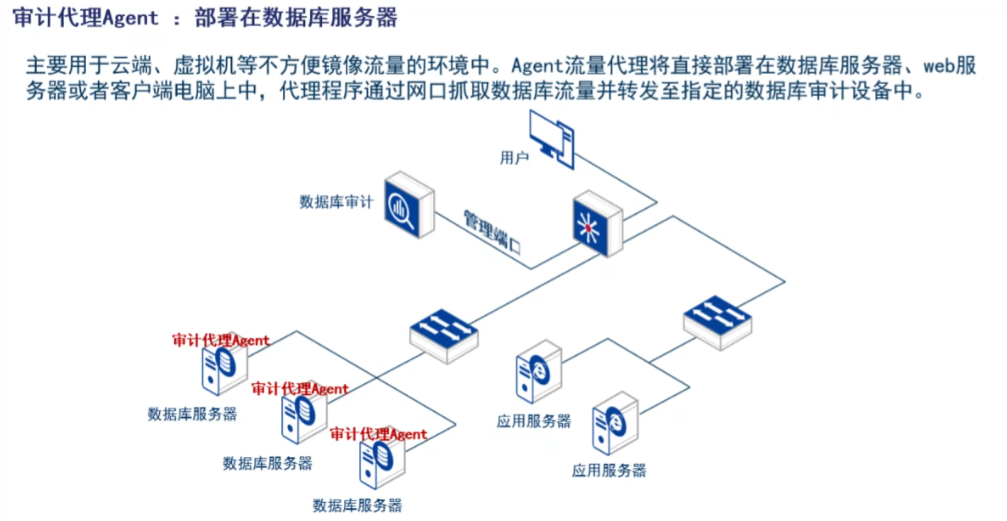 审计代理Agent ：部署在数据库服务器
主要用于云端、虚拟机等不方便镜像流量的环境中。Agent流量代理将直接部署在数据库服务器、web服
务器或者客户端电脑上中，代理程序通过网口抓取数据库流量并转发至指定的数据库审计设备中。
用户
数据库审计
管理端口
审计代理Agent
数据库服务器
审计代理Agent
数据库服务器
审计代理Agent
数据库服务器
应用服务器
应用服务器